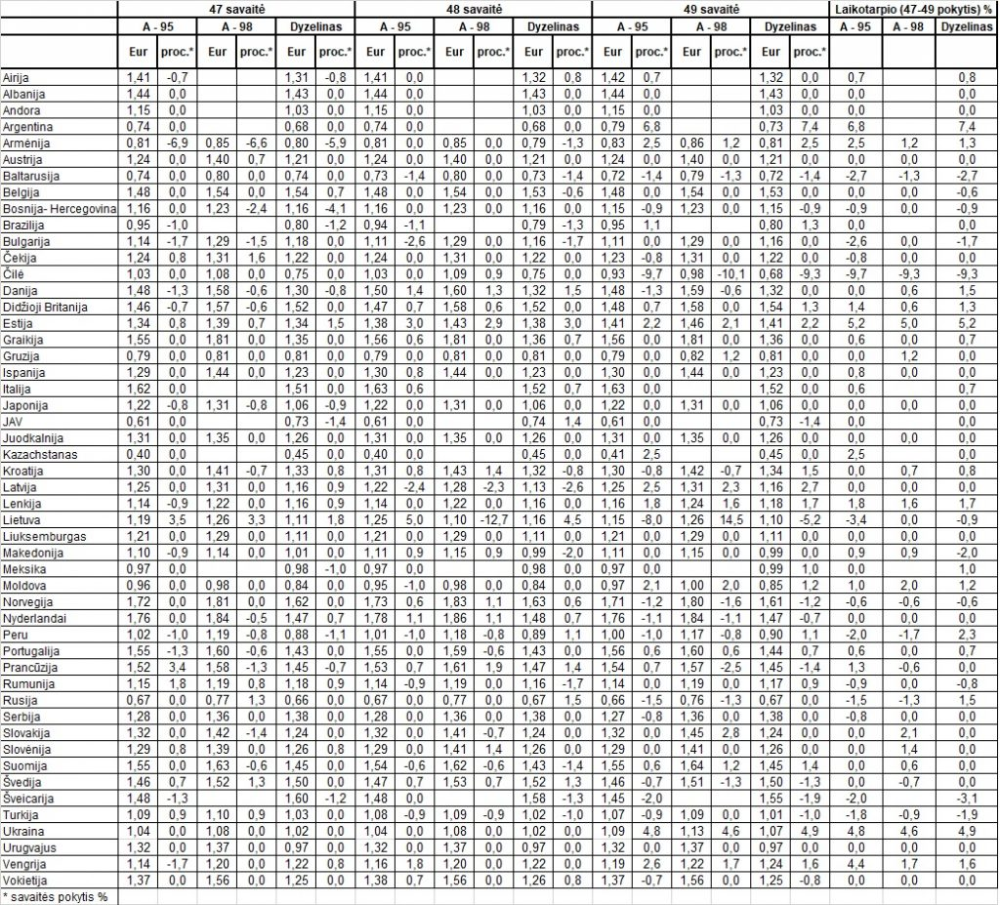 47 savaitė 48 savaitė 49 savaitė Laikotarpio (47-49 pokytis) %
A - 95 A - 98 Dyzelinas A - 95 A - 98 Dyzelinas A - 95 A - 98 Dyzelinas A - 95 A - 98 Dyzelinas
Eur proc.* Eur proc.* Eur proc.* Eur proc.* Eur proc.* Eur proc.* Eur proc.* Eur proc.* Eur proc.*
Airija 1,41 -0,7 1,31 -0,8 1,41 0,0 1,32 0,8 1,42 0,7 1,32 0,0 0,7 0,8
Albanija 1,44 0,0 1,43 0,0 1,44 0,0 1,43 0,0 1,44 0,0 1,43 0,0 0,0 0,0
Andora 1,15 0,0 1,03 0,0 1,15 0,0 1,03 0,0 1,15 0,0 1,03 0,0 0,0 0,0
Argentina 0,74 0,0 0,68 0,0 0,74 0,0 0,68 0,0 0,79 6,8 0,73 7,4 6,8 7,4
Armėnija 0,81 -6,9 0,85 -6,6 0,80 -5,9 0,81 0,0 0,85 0,0 0,79 -1,3 0,83 2,5 0,86 1,2 0,81 2,5 2,5 1,2 1,3
Austrija 1,24 0,0 1,40 0,7 1,21 0,0 1,24 0,0 1,40 0,0 1,21 0,0 1,24 0,0 1,40 0,0 1,21 0,0 0,0 0,0 0,0
Baltarusija 0,74 0,0 0,80 0,0 0,74 0,0 0,73 -1,4 0,80 0,0 0,73 -1,4 0,72 -1,4 0,79 -1,3 0,72 -1,4 -2,7 -1,3 -2,7
Belgija 1,48 0,0 1,54 0,0 1,54 0,7 1,48 0,0 1,54 0,0 1,53 -0,6 1,48 0,0 1,54 0,0 1,53 0,0 0,0 0,0 -0,6
Bosnija- Hercegovina 1,16 0,0 1,23 -2,4 1,16 -4,1 1,16 0,0 1,23 0,0 1,16 0,0 1,15 -0,9 1,23 0,0 1,15 -0,9 -0,9 0,0 -0,9
Brazilija 0,95 -1,0 0,80 -1,2 0,94 -1,1 0,79 -1,3 0,95 1,1 0,80 1,3 0,0 0,0
Bulgarija 1,14 -1,7 1,29 -1,5 1,18 0,0 1,11 -2,6 1,29 0,0 1,16 -1,7 1,11 0,0 1,29 0,0 1,16 0,0 -2,6 0,0 -1,7
Čekija 1,24 0,8 1,31 1,6 1,22 0,0 1,24 0,0 1,31 0,0 1,22 0,0 1,23 -0,8 1,31 0,0 1,22 0,0 -0,8 0,0 0,0
Čilė 1,03 0,0 1,08 0,0 0,75 0,0 1,03 0,0 1,09 0,9 0,75 0,0 0,93 -9,7 0,98 -10,1 0,68 -9,3 -9,7 -9,3 -9,3
Danija 1,48 -1,3 1,58 -0,6 1,30 -0,8 1,50 1,4 1,60 1,3 1,32 1,5 1,48 -1,3 1,59 -0,6 1,32 0,0 0,0 0,6 1,5
Didžioji Britanija 1,46 -0,7 1,57 -0,6 1,52 0,0 1,47 0,7 1,58 0,6 1,52 0,0 1,48 0,7 1,58 0,0 1,54 1,3 1,4 0,6 1,3
Estija 1,34 0,8 1,39 0,7 1,34 1,5 1,38 3,0 1,43 2,9 1,38 3,0 1,41 2,2 1,46 2,1 1,41 2,2 5,2 5,0 5,2
Graikija 1,55 0,0 1,81 0,0 1,35 0,0 1,56 0,6 1,81 0,0 1,36 0,7 1,56 0,0 1,81 0,0 1,36 0,0 0,6 0,0 0,7
Gruzija 0,79 0,0 0,81 0,0 0,81 0,0 0,79 0,0 0,81 0,0 0,81 0,0 0,79 0,0 0,82 1,2 0,81 0,0 0,0 1,2 0,0
Ispanija 1,29 0,0 1,44 0,0 1,23 0,0 1,30 0,8 1,44 0,0 1,23 0,0 1,30 0,0 1,44 0,0 1,23 0,0 0,8 0,0 0,0
Italija 1,62 0,0 1,51 0,0 1,63 0,6 1,52 0,7 1,63 0,0 1,52 0,0 0,6 0,7
Japonija 1,22 -0,8 1,31 -0,8 1,06 -0,9 1,22 0,0 1,31 0,0 1,06 0,0 1,22 0,0 1,31 0,0 1,06 0,0 0,0 0,0 0,0
JAV 0,61 0,0 0,73 -1,4 0,61 0,0 0,74 1,4 0,61 0,0 0,73 -1,4 0,0 0,0
Juodkalnija 1,31 0,0 1,35 0,0 1,26 0,0 1,31 0,0 1,35 0,0 1,26 0,0 1,31 0,0 1,35 0,0 1,26 0,0 0,0 0,0 0,0
Kazachstanas 0,40 0,0 0,45 0,0 0,40 0,0 0,45 0,0 0,41 2,5 0,45 0,0 2,5 0,0
Kroatija 1,30 0,0 1,41 -0,7 1,33 0,8 1,31 0,8 1,43 1,4 1,32 -0,8 1,30 -0,8 1,42 -0,7 1,34 1,5 0,0 0,7 0,8
Latvija 1,25 0,0 1,31 0,0 1,16 0,9 1,22 -2,4 1,28 -2,3 1,13 -2,6 1,25 2,5 1,31 2,3 1,16 2,7 0,0 0,0 0,0
Lenkija 1,14 -0,9 1,22 0,0 1,16 0,9 1,14 0,0 1,22 0,0 1,16 0,0 1,16 1,8 1,24 1,6 1,18 1,7 1,8 1,6 1,7
Lietuva 1,19 3,5 1,26 3,3 1,11 1,8 1,25 5,0 1,10 -12,7 1,16 4,5 1,15 -8,0 1,26 14,5 1,10 -5,2 -3,4 0,0 -0,9
Liuksemburgas 1,21 0,0 1,29 0,0 1,11 0,0 1,21 0,0 1,29 0,0 1,11 0,0 1,21 0,0 1,29 0,0 1,11 0,0 0,0 0,0 0,0
Makedonija 1,10 -0,9 1,14 0,0 1,01 0,0 1,11 0,9 1,15 0,9 0,99 -2,0 1,11 0,0 1,15 0,0 0,99 0,0 0,9 0,9 -2,0
Meksika 0,97 0,0 0,98 -1,0 0,97 0,0 0,98 0,0 0,97 0,0 0,99 1,0 0,0 1,0
Moldova 0,96 0,0 0,98 0,0 0,84 0,0 0,95 -1,0 0,98 0,0 0,84 0,0 0,97 2,1 1,00 2,0 0,85 1,2 1,0 2,0 1,2
Norvegija 1,72 0,0 1,81 0,0 1,62 0,0 1,73 0,6 1,83 1,1 1,63 0,6 1,71 -1,2 1,80 -1,6 1,61 -1,2 -0,6 -0,6 -0,6
Nyderlandai 1,76 0,0 1,84 -0,5 1,47 0,7 1,78 1,1 1,86 1,1 1,48 0,7 1,76 -1,1 1,84 -1,1 1,47 -0,7 0,0 0,0 0,0
Peru 1,02 -1,0 1,19 -0,8 0,88 -1,1 1,01 -1,0 1,18 -0,8 0,89 1,1 1,00 -1,0 1,17 -0,8 0,90 1,1 -2,0 -1,7 2,3
Portugalija 1,55 -1,3 1,60 -0,6 1,43 0,0 1,55 0,0 1,59 -0,6 1,43 0,0 1,56 0,6 1,60 0,6 1,44 0,7 0,6 0,0 0,7
Prancūzija 1,52 3,4 1,58 -1,3 1,45 -0,7 1,53 0,7 1,61 1,9 1,47 1,4 1,54 0,7 1,57 -2,5 1,45 -1,4 1,3 -0,6 0,0
Rumunija 1,15 1,8 1,19 0,8 1,18 0,9 1,14 -0,9 1,19 0,0 1,16 -1,7 1,14 0,0 1,19 0,0 1,17 0,9 -0,9 0,0 -0,8
Rusija 0,67 0,0 0,77 1,3 0,66 0,0 0,67 0,0 0,77 0,0 0,67 1,5 0,66 -1,5 0,76 -1,3 0,67 0,0 -1,5 -1,3 1,5
Serbija 1,28 0,0 1,36 0,0 1,38 0,0 1,28 0,0 1,36 0,0 1,38 0,0 1,27 -0,8 1,36 0,0 1,38 0,0 -0,8 0,0 0,0
Slovakija 1,32 0,0 1,42 -1,4 1,24 0,0 1,32 0,0 1,41 -0,7 1,24 0,0 1,32 0,0 1,45 2,8 1,24 0,0 0,0 2,1 0,0
Slovėnija 1,29 0,8 1,39 0,0 1,26 0,8 1,29 0,0 1,41 1,4 1,26 0,0 1,29 0,0 1,41 0,0 1,26 0,0 0,0 1,4 0,0
Suomija 1,55 0,0 1,63 -0,6 1,45 0,0 1,54 -0,6 1,62 -0,6 1,43 -1,4 1,55 0,6 1,64 1,2 1,45 1,4 0,0 0,6 0,0
Švedija 1,46 0,7 1,52 1,3 1,50 0,0 1,47 0,7 1,53 0,7 1,52 1,3 1,46 -0,7 1,51 -1,3 1,50 -1,3 0,0 -0,7 0,0
Šveicarija 1,48 -1,3 1,60 -1,2 1,48 0,0 1,58 -1,3 1,45 -2,0 1,55 -1,9 -2,0 -3,1
Turkija 1,09 0,9 1,10 0,9 1,03 0,0 1,08 -0,9 1,09 -0,9 1,02 -1,0 1,07 -0,9 1,09 0,0 1,01 -1,0 -1,8 -0,9 -1,9
Ukraina 1,04 0,0 1,08 0,0 1,02 0,0 1,04 0,0 1,08 0,0 1,02 0,0 1,09 4,8 1,13 4,6 1,07 4,9 4,8 4,6 4,9
Urugvajus 1,32 0,0 1,37 0,0 0,97 0,0 1,32 0,0 1,37 0,0 0,97 0,0 1,32 0,0 1,37 0,0 0,97 0,0 0,0 0,0 0,0
Vengrija 1,14 -1,7 1,20 0,0 1,22 0,8 1,16 1,8 1,20 0,0 1,22 0,0 1,19 2,6 1,22 1,7 1,24 1,6 4,4 1,7 1,6
Vokietija 1,37 0,0 1,56 0,0 1,25 0,0 1,38 0,7 1,56 0,0 1,26 0,8 1,37 -0,7 1,56 0,0 1,25 -0,8 0,0 0,0 0,0
* savaitės pokytis %